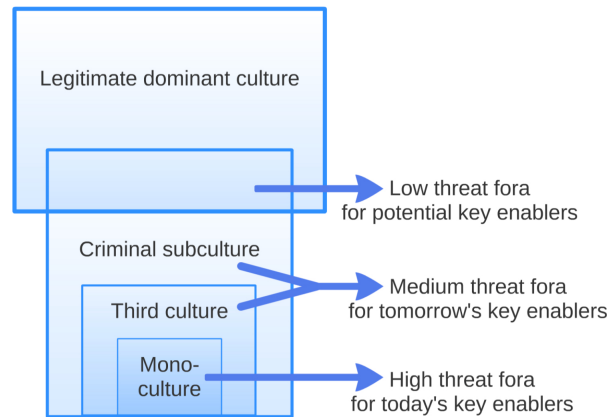 Legitimate dominant culture
Low threat fora
for potential key enablers
Criminal subculture
Medium threat fora
for tomorrow's key enablers
Third culture
Mono-
culture
High threat fora
for today's key enablers